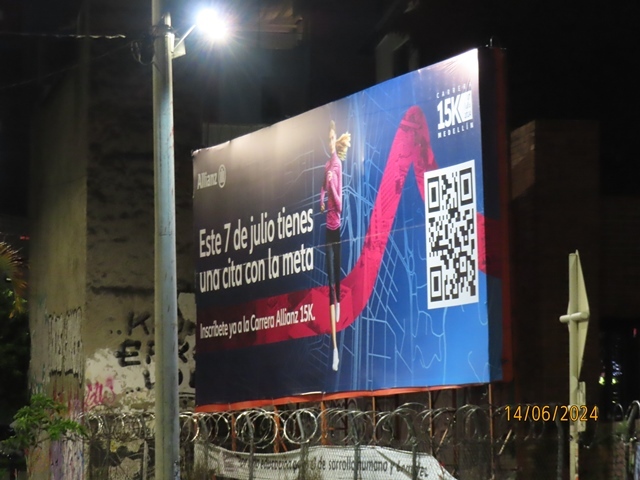 CARRERA
15K
MEDELLÍN
Allianz
Este 7 de julio tienes
una cita con la meta
Inscríbete ya a la Carrera Allianz 15K.
14/06/2024